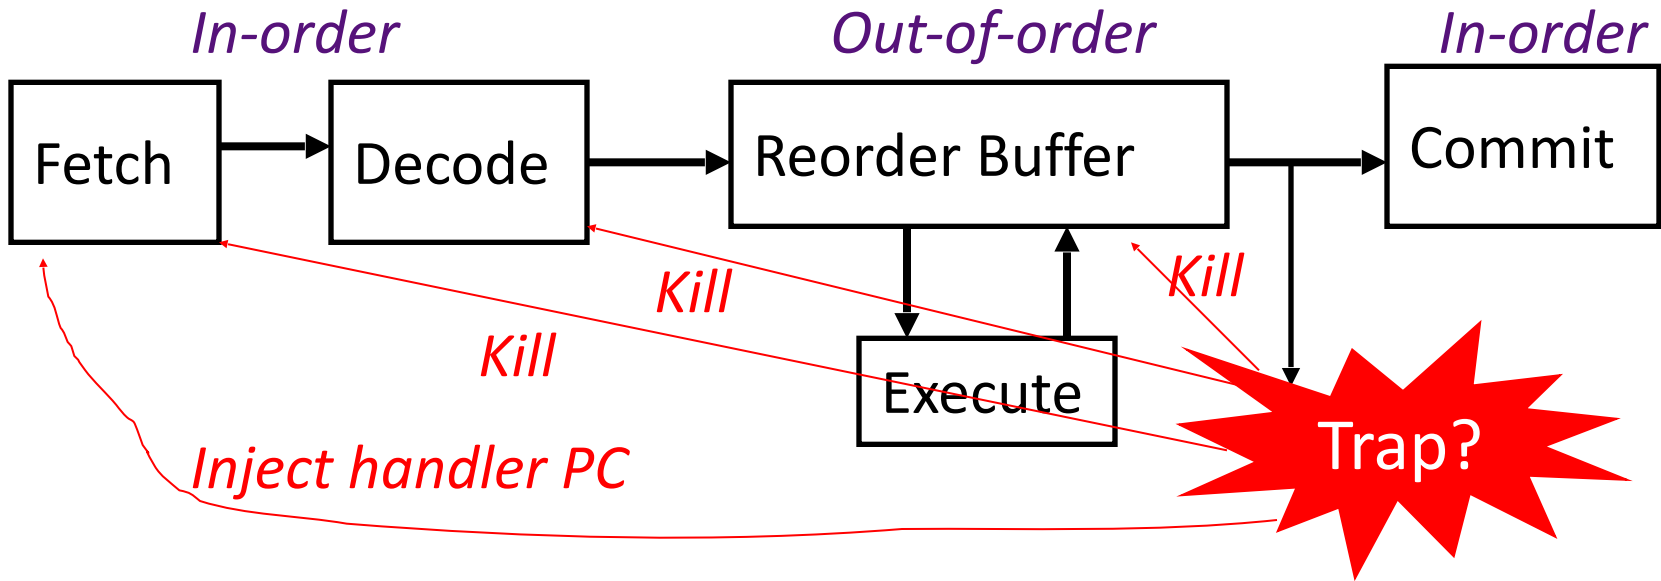 In-order
Out-of-order
In-order
Fetch
Decode
Reorder Buffer
Commit
Kill
Kill
Kill
Execute
Trap?
Inject handler PC